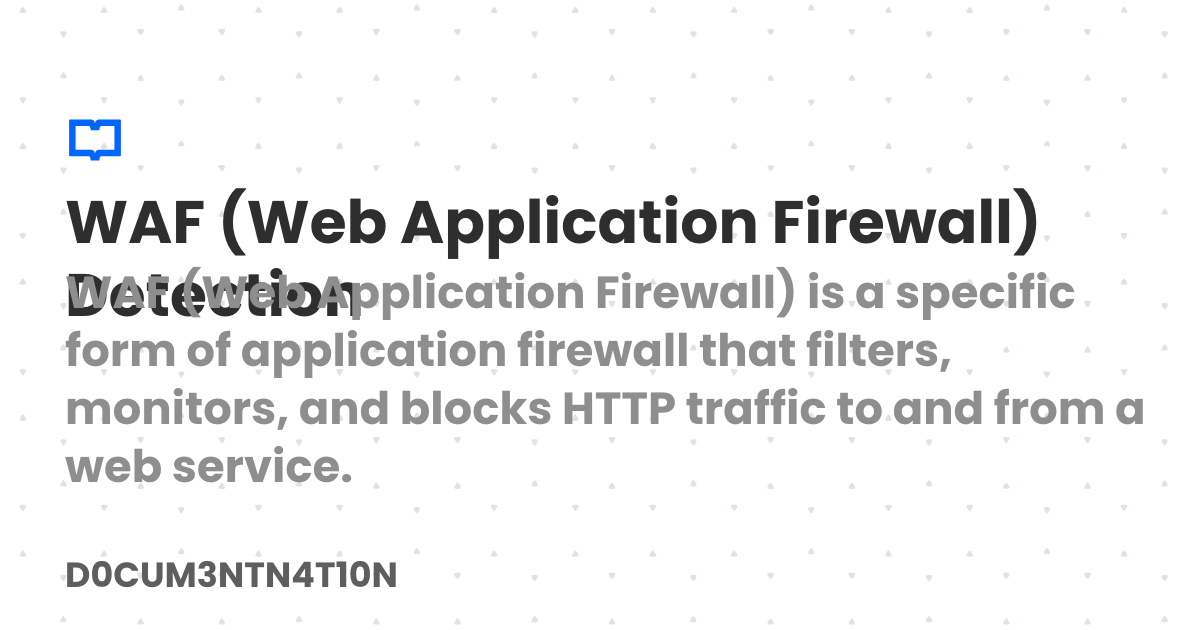 WAF (Web Application Firewall)
Detection
WAF (Web Application Firewall) is a specific
form of application firewall that filters,
monitors, and blocks HTTP traffic to and from a
web service.
D0CUM3NTN4T10N